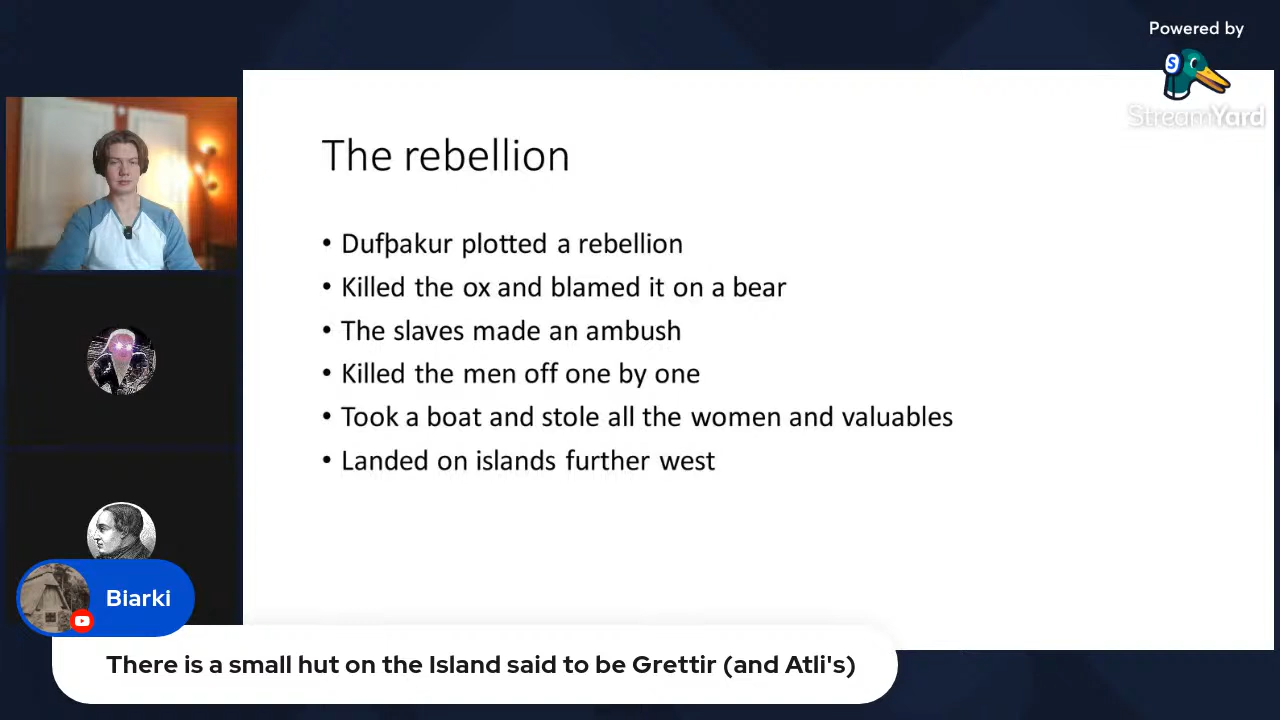 Powered by
StreamYard
The rebellion
• Dufþakur plotted a rebellion
• Killed the ox and blamed it on a bear
• The slaves made an ambush
• Killed the men off one by one
• Took a boat and stole all the women and valuables
• Landed on islands further west
Biarki
There is a small hut on the Island said to be Grettir (and Atli's)